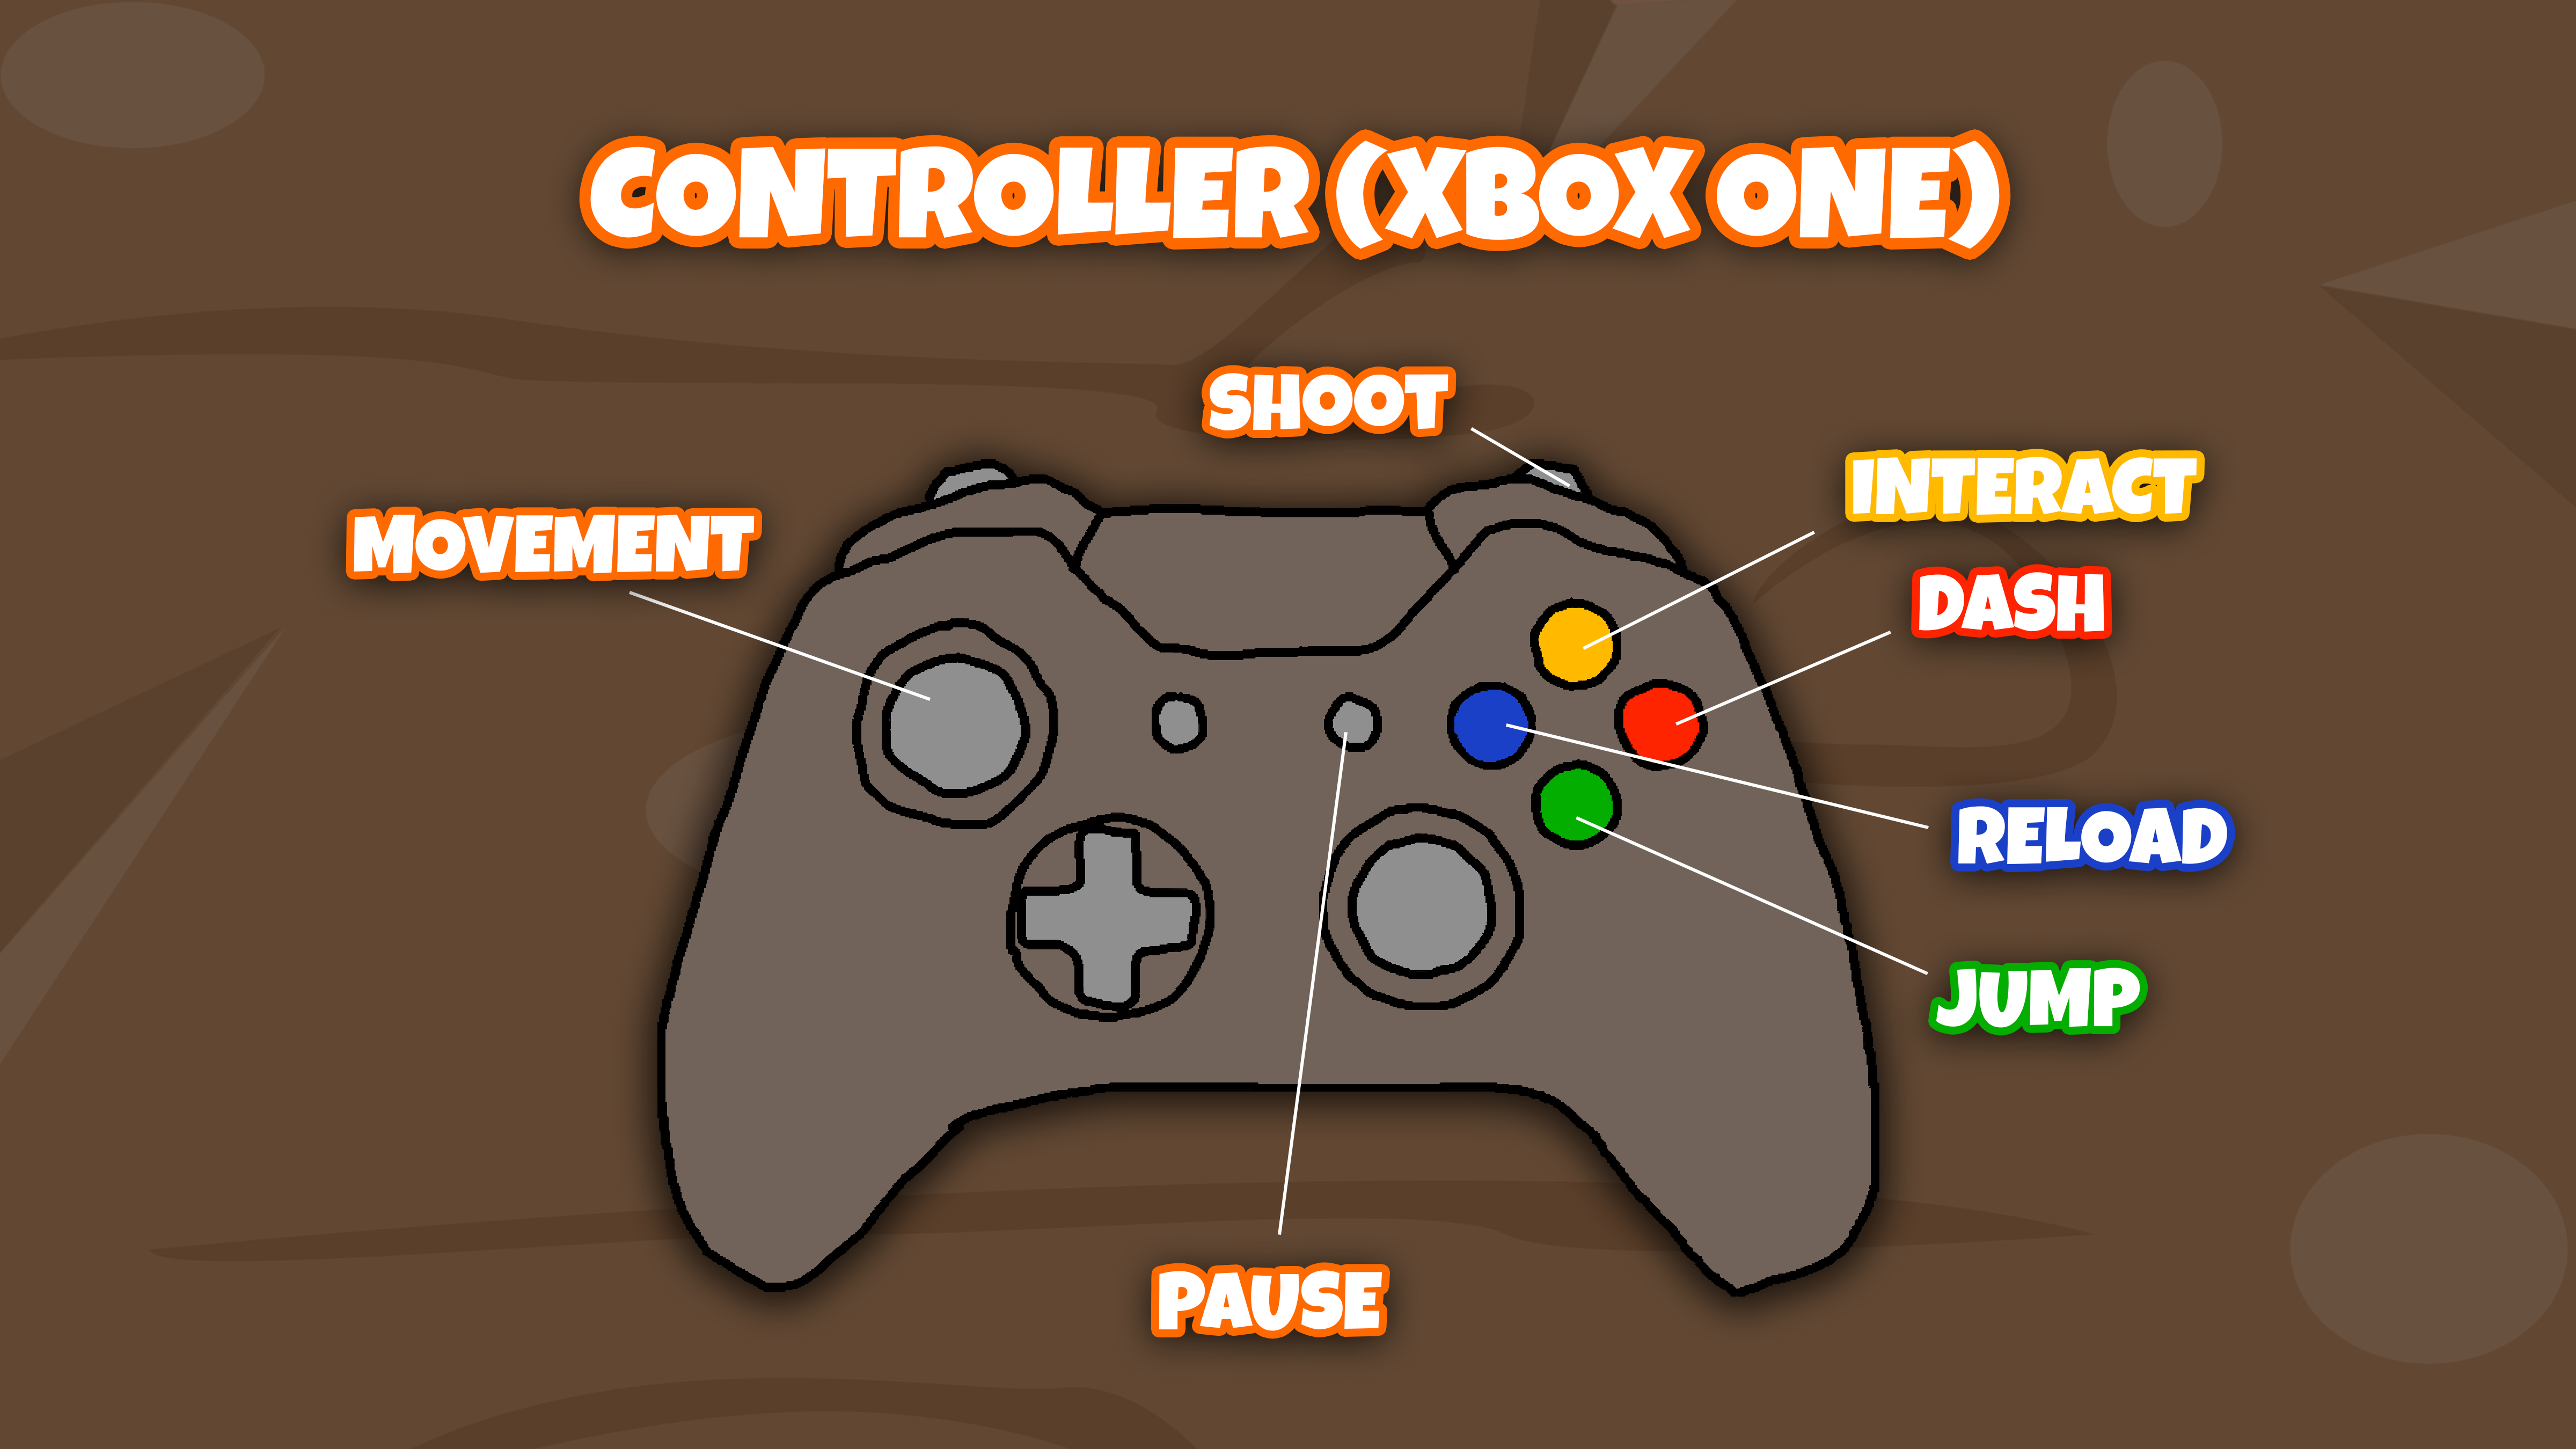 CONTROLLER (XBOX ONE)
SHOOT
INTERACT
MOVEMENT
DASH
RELOAD
JUMP
PAUSE